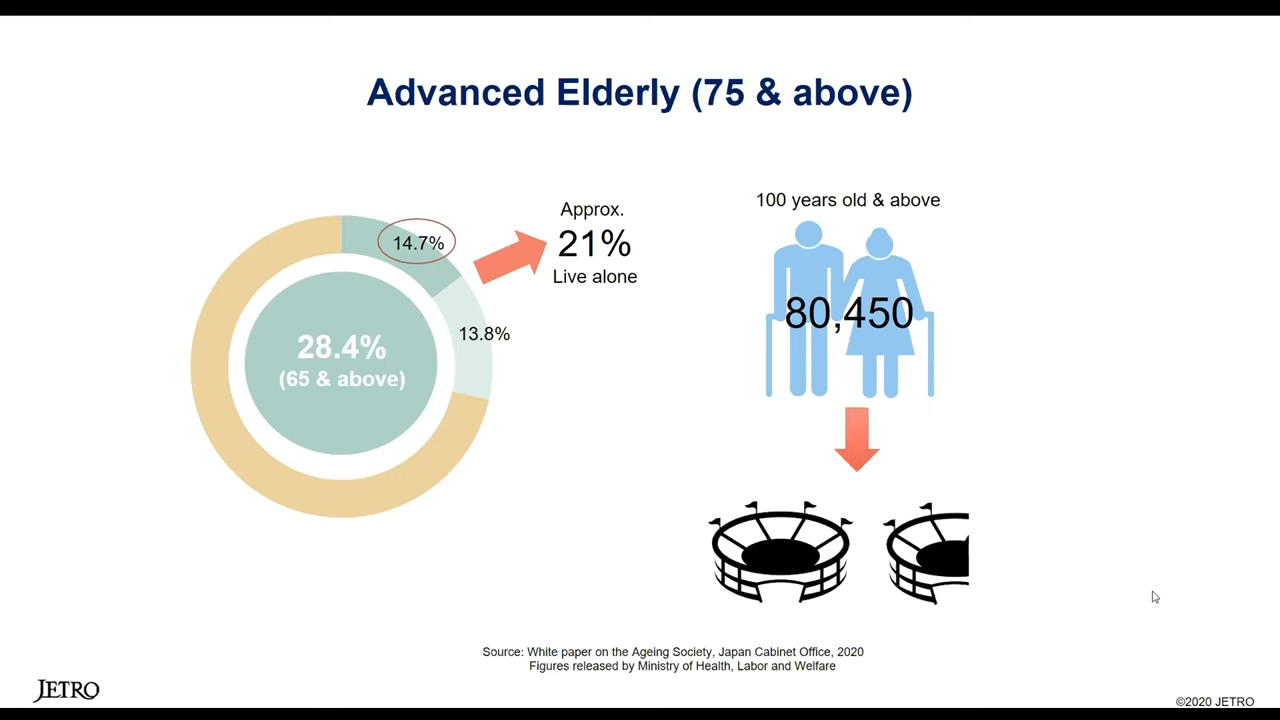 Advanced Elderly (75 & above)
14.7%
13.8%
28.4%
(65 & above)
Approx.
21%
Live alone
100 years old & above
80,450
Source: White paper on the Ageing Society, Japan Cabinet Office, 2020
Figures released by Ministry of Health, Labor and Welfare
JETRO
©2020 JETRO